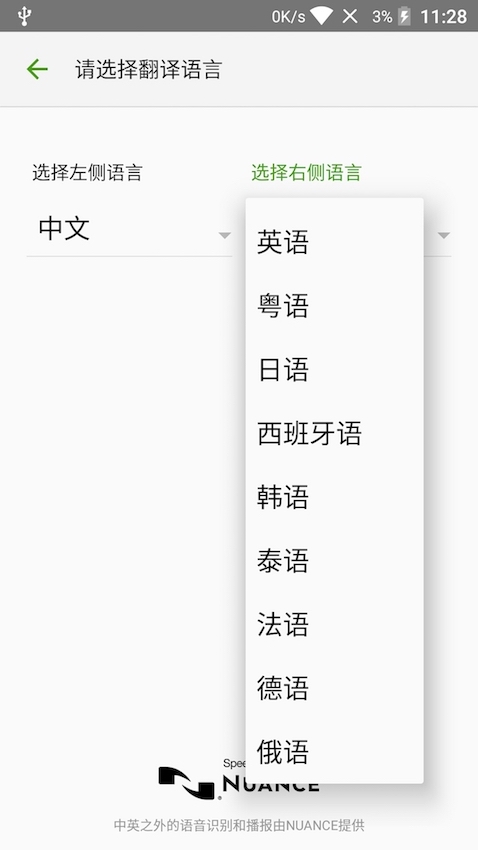 0K/s 3% 11:28
请选择翻译语言
选择左侧语言
选择右侧语言
中文
英语
粤语
日语
西班牙语
韩语
泰语
法语
德语
俄语
NUANCE
中英之外的语音识别和播报由NUANCE提供